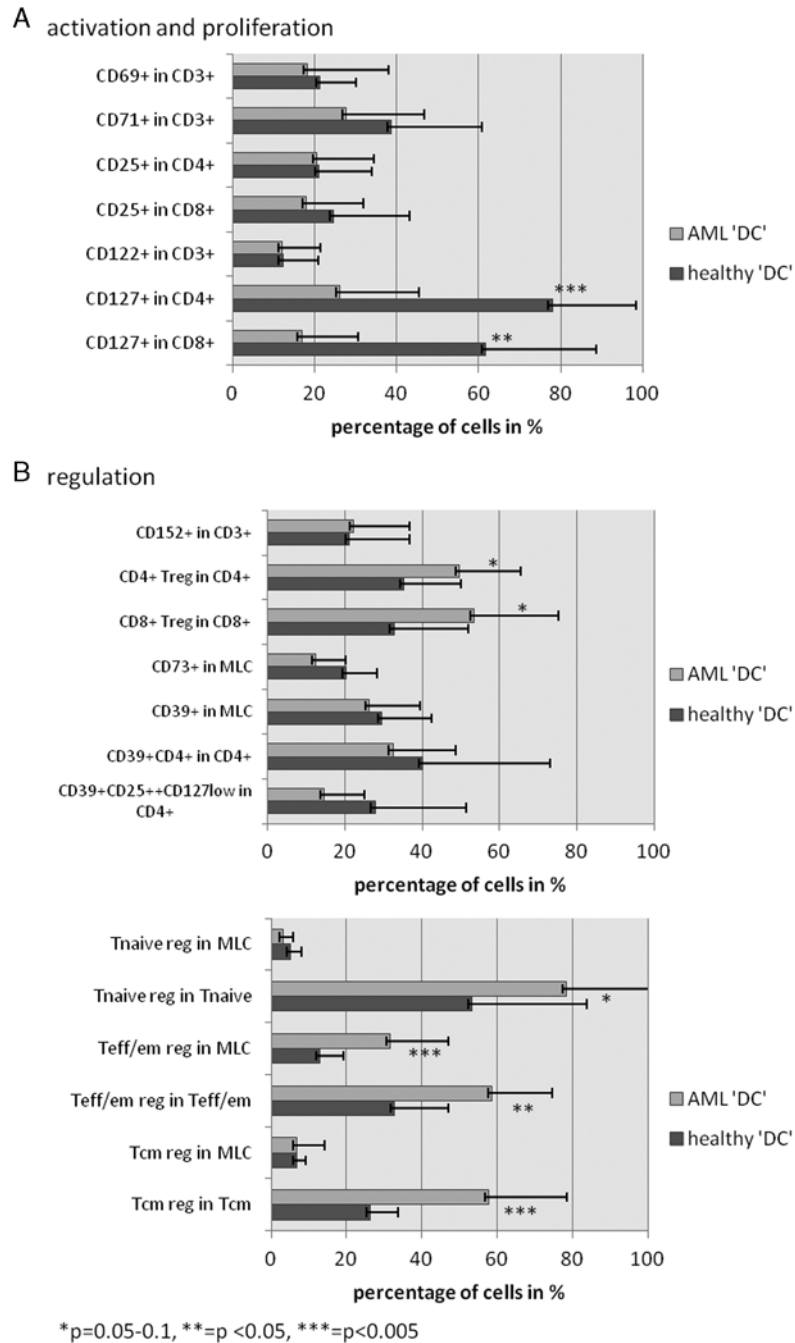 A activation and proliferation
CD69+ in CD3+
CD71+ in CD3+
CD25+ in CD4+
CD25+ in CD8+
CD122+ in CD3+
CD127+ in CD4+
CD127+ in CD8+
***
**
AML 'DC'
healthy 'DC'
0 20 40 60 80 100
percentage of cells in %
B regulation
CD152+ in CD3+
CD4+ Treg in CD4+
CD8+ Treg in CD8+
CD73+ in MLC
CD39+ in MLC
CD39+CD4+ in CD4+
CD39+CD25++CD127low in
CD4+
*
*
AML 'DC'
healthy 'DC'
0 20 40 60 80 100
percentage of cells in %
Tnaive reg in MLC
Tnaive reg in Tnaive
Teff/em reg in MLC
Teff/em reg in Teff/em
Tcm reg in MLC
Tcm reg in Tcm
*
***
**
***
AML 'DC'
healthy 'DC'
0 20 40 60 80 100
percentage of cells in %
*p=0.05-0.1, **=p <0.05, ***=p<0.005